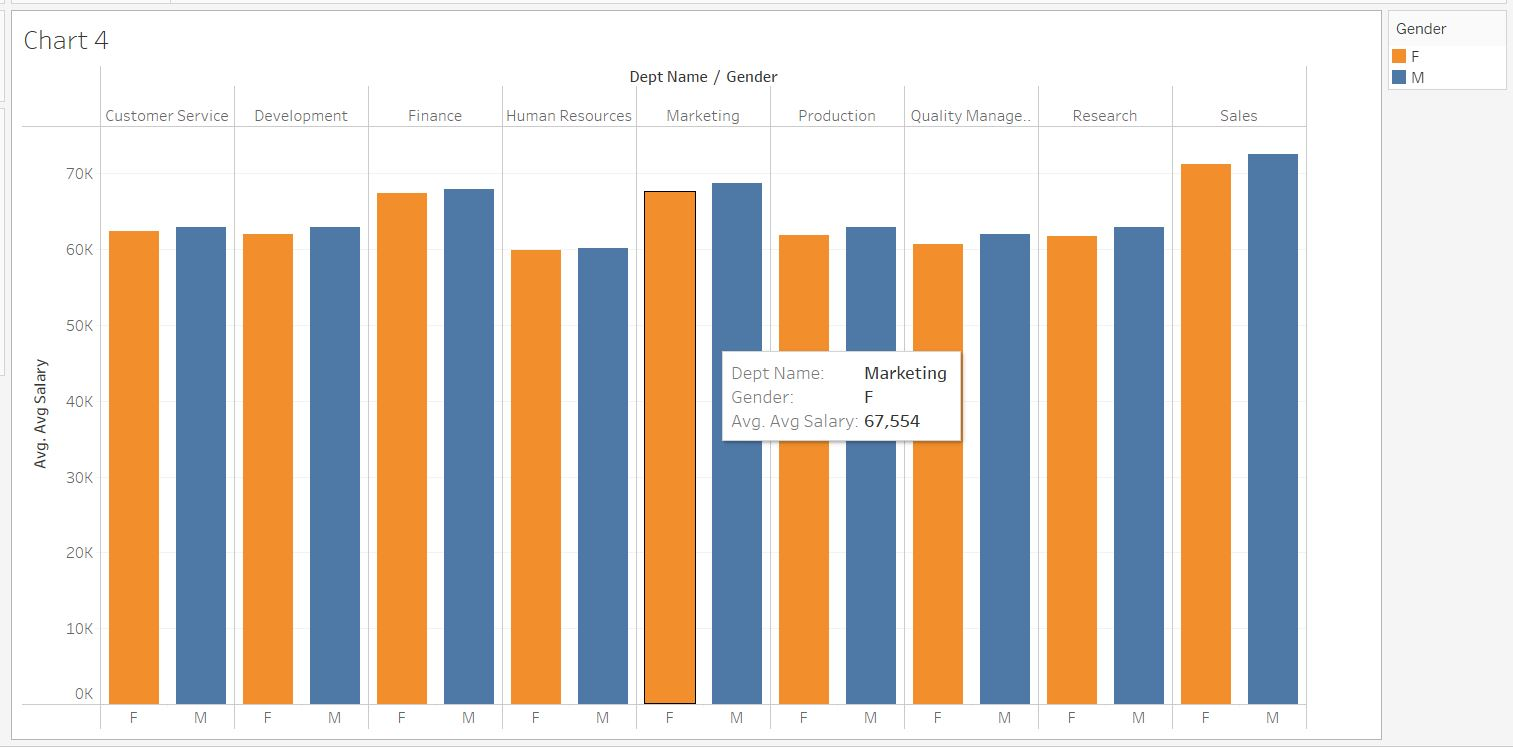 Chart 4
Dept Name / Gender
Customer Service Development Finance Human Resources Marketing Production Quality Manage.. Research Sales
70K
60K
50K
40K
30K
20K
10K
0K
Avg. Avg Salary
Dept Name: Marketing
Gender: F
Avg. Avg Salary: 67,554
F M F M F M F M F M F M F M F M F M
Gender
F
M